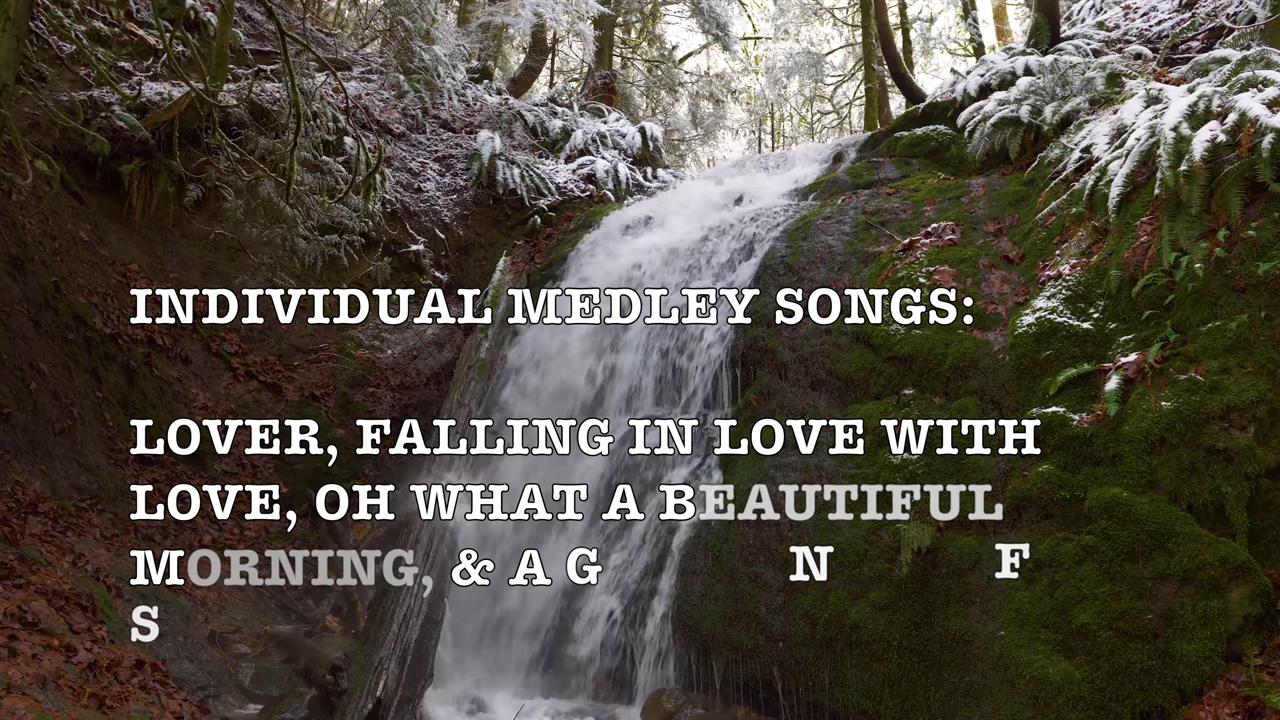 INDIVIDUAL MEDLEY SONGS:
LOVER, FALLING IN LOVE WITH
LOVE, OH WHAT A BEAUTIFUL
MORNING, & A G N F
S